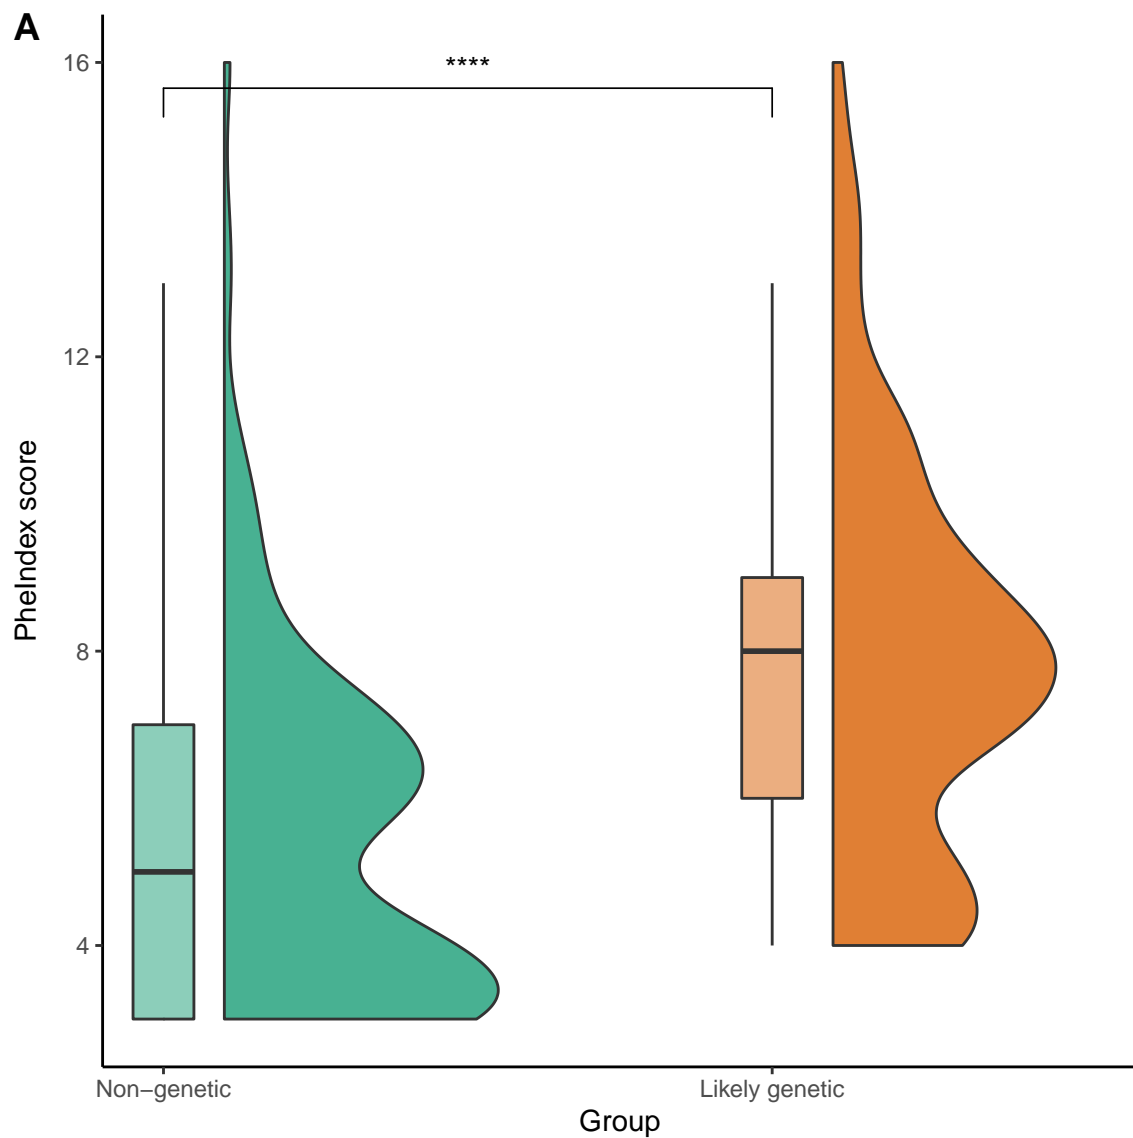 A
****
16
12
8
4
PheIndex score
Non−genetic
Likely genetic
Group